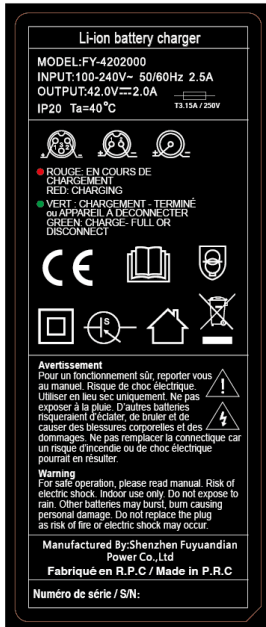 Li-ion battery charger
MODEL:FY-4202000
INPUT:100-240V~ 50/60Hz 2.5A
OUTPUT:42.0V⎓2.0A
IP20 Ta=40°C
T3.15A / 250V
ROUGE: EN COURS DE
CHARGEMENT
RED: CHARGING
VERT : CHARGEMENT - TERMINÉ
ou APPAREIL À DECONNECTER
GREEN: CHARGE- FULL OR
DISCONNECT
CE
S
Avertissement
Pour un fonctionnement sûr, reporter vous
au manuel. Risque de choc électrique.
Utiliser en lieu sec uniquement. Ne pas
exposer à la pluie. D'autres batteries
risqueraient d'éclater, de bruler et de
causer des blessures corporelles et des
dommages. Ne pas remplacer la connectique car
un risque d'incendie ou de choc électrique
pourrait en résulter.
Warning
For safe operation, please read manual. Risk of
electric shock. Indoor use only. Do not expose to
rain. Other batteries may burst, burn causing
personal damage. Do not replace the plug
as risk of fire or electric shock may occur.
Manufactured By:Shenzhen Fuyuandian
Power Co.,Ltd
Fabriqué en R.P.C / Made in P.R.C
Numéro de série / S/N: